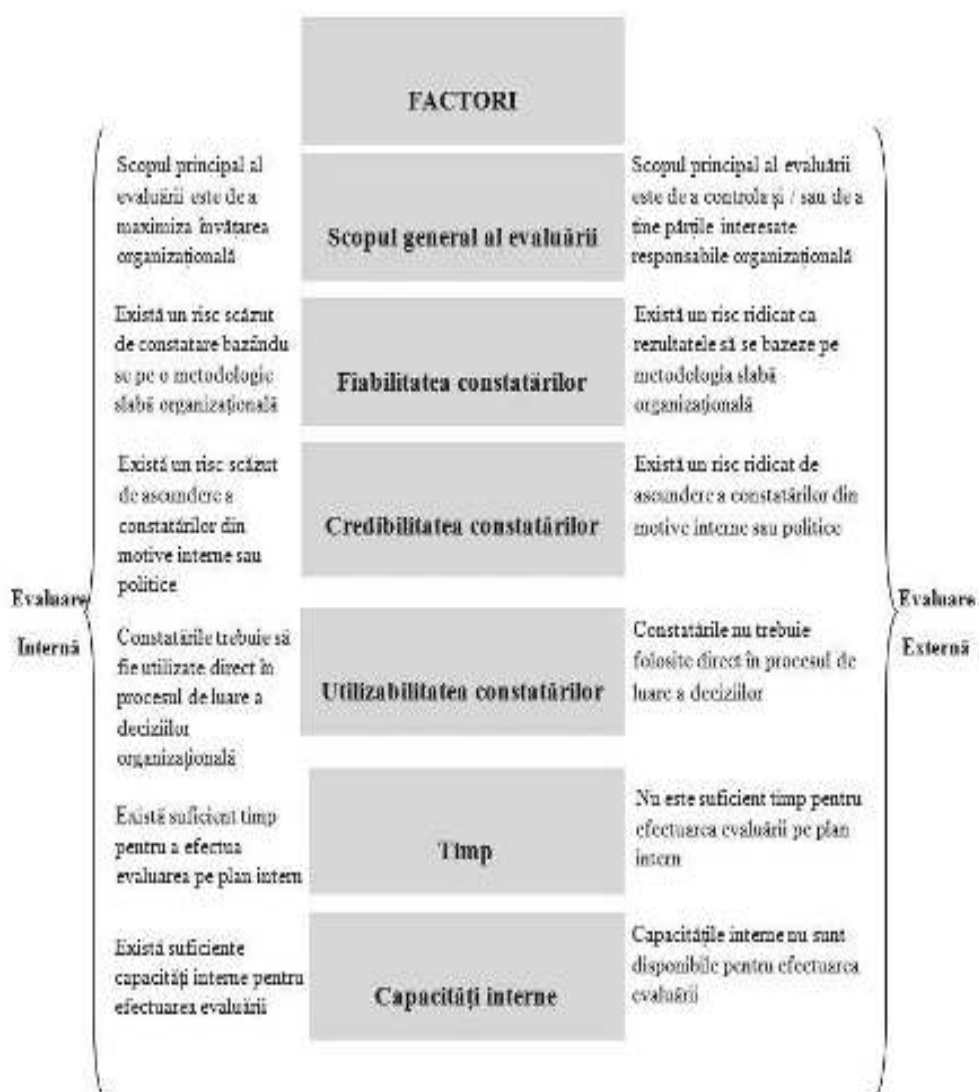 FACTORI
Scopul principal al
evaluării este de a
maximiza învățarea
organizațională
Scopul general al evaluării
Scopul principal al evaluării
este de a controla și / sau de a
ține părțile interesate
responsabile organizațională
Există un risc scăzut
de constatare bazându
se pe o metodologie
slabă organizațională
Fiabilitatea constatărilor
Există un risc ridicat ca
rezultatele să se bazeze pe
metodologia slabă
organizațională
Există un risc scăzut
de ascundere a
constatărilor din
motive interne sau
politice
Credibilitatea constatărilor
Există un risc ridicat de
ascundere a constatărilor din
motive interne sau politice
Evaluare
Internă
Evaluare
Externă
Constatările trebuie să
fie utilizate direct în
procesul de luare a
deciziilor
organizațională
Utilizabilitatea constatărilor
Constatările nu trebuie
folosite direct în procesul de
luare a deciziilor
Există suficient timp
pentru a efectua
evaluarea pe plan intern
Timp
Nu este suficient timp pentru
efectuarea evaluării pe plan
intern
Există suficiente
capacități interne pentru
efectuarea evaluării
Capacități interne
Capacitățile interne nu sunt
disponibile pentru efectuarea
evaluării